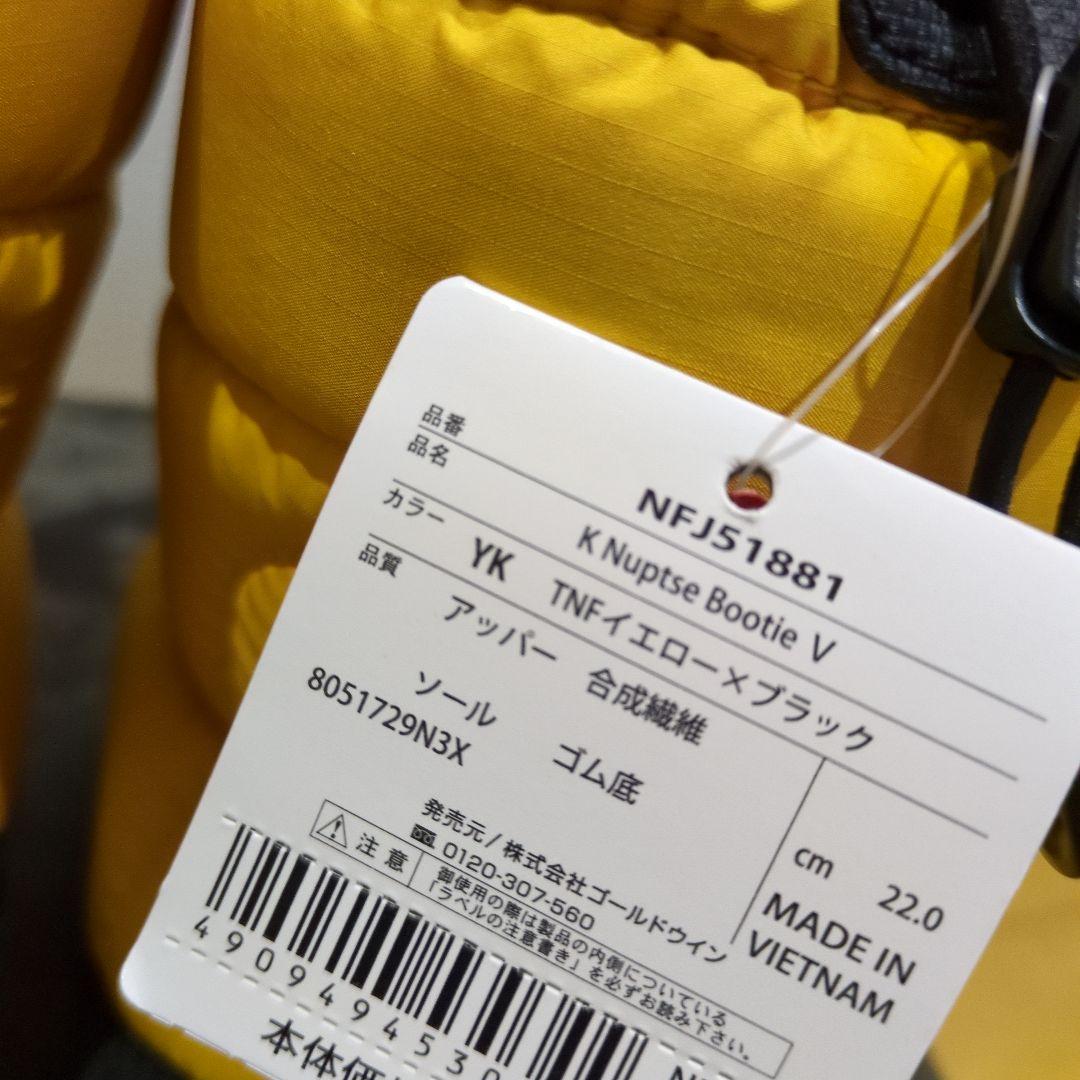 品番 NFJ51881
品名 K Nuptse Bootie V
カラー YK TNFイエロー×ブラック
品質 アッパー 合成繊維
ソール ゴム底
8051729N3X
cm 22.0
MADE IN
VIETNAM
発売元/株式会社ゴールドウイン
0120-307-560
注意
御使用の際は製品の内側についている
「ラベルの注意書き」を必ずお読み下さい。
4909494530
本体価